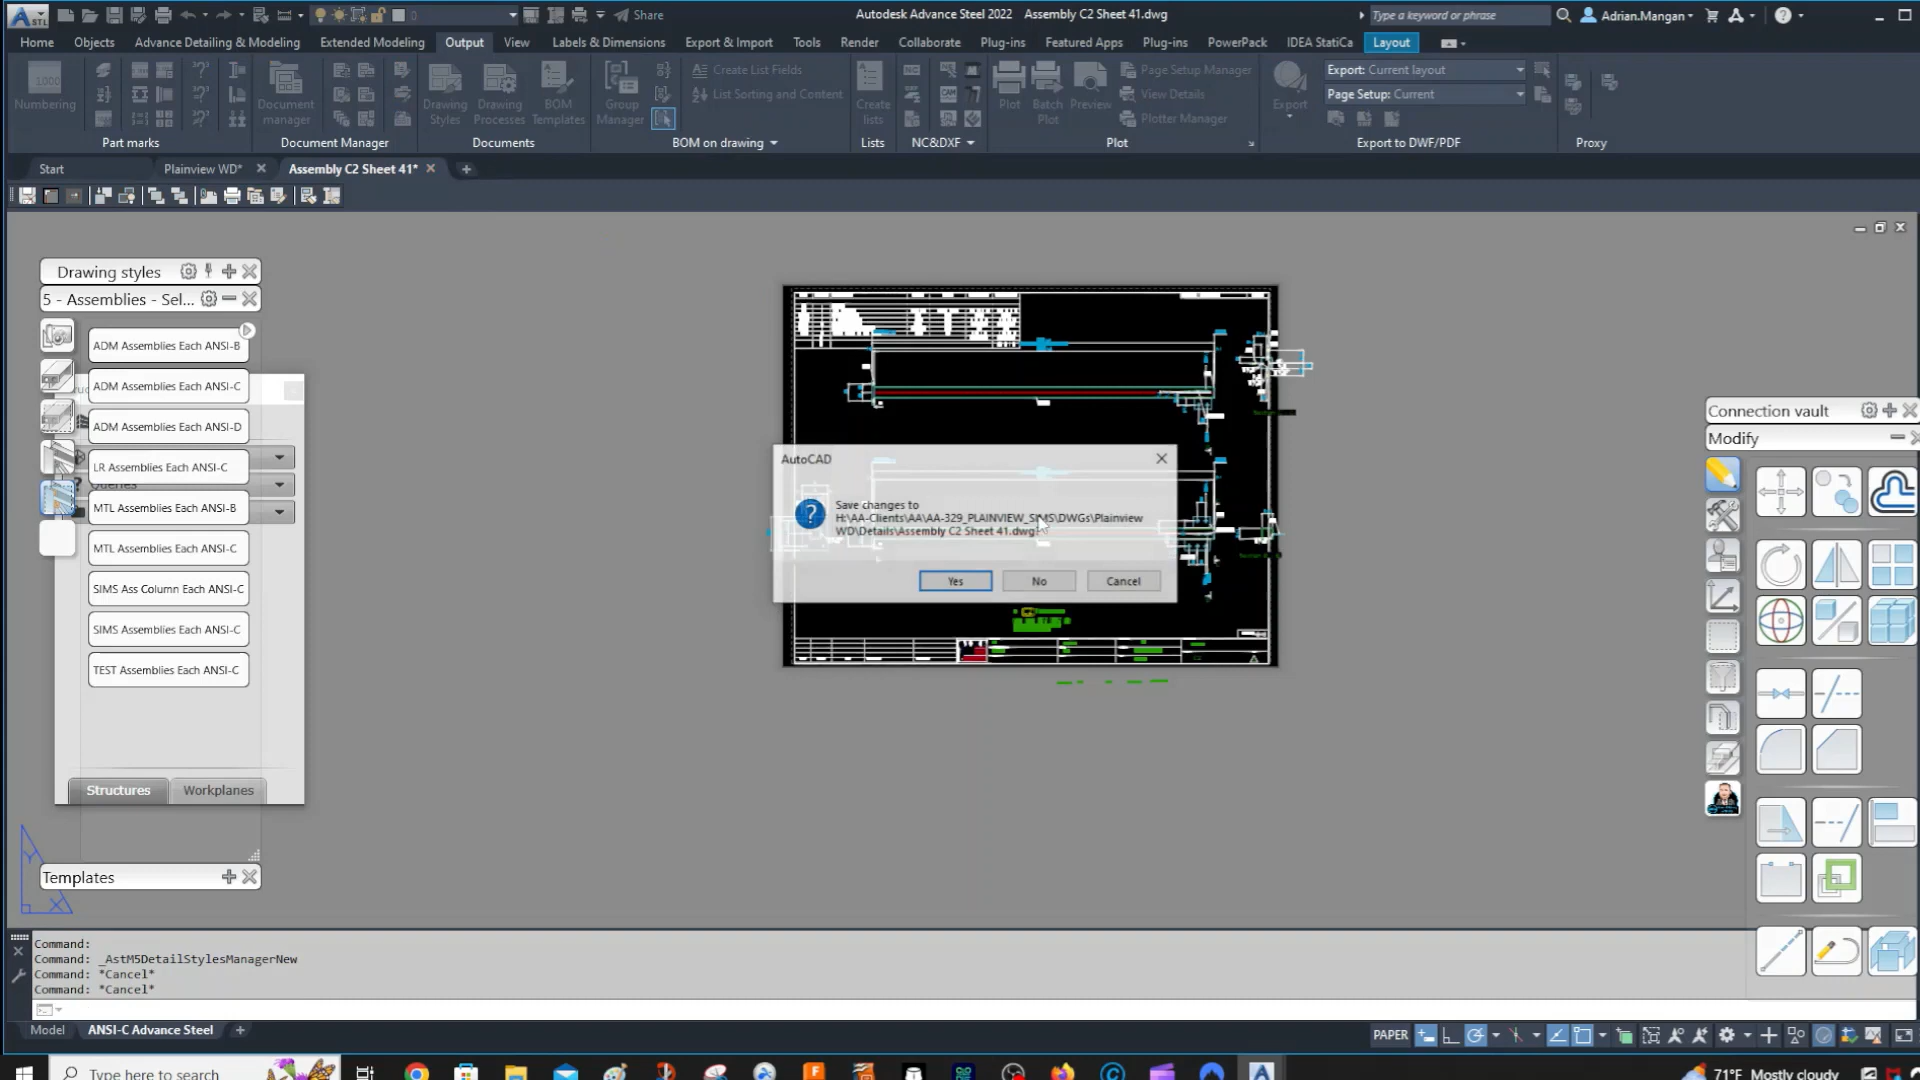 STL
0
Share
Autodesk Advance Steel 2022 Assembly C2 Sheet 41.dwg
Type a keyword or phrase
Adrian.Mangan
Home Objects Advance Detailing & Modeling Extended Modeling Output View Labels & Dimensions Export & Import Tools Render Collaborate Plug-ins Featured Apps Plug-ins PowerPack IDEA StatiCa Layout
1000
Numbering
Document manager
Drawing Styles
Drawing Processes
BOM Templates
Group Manager
Create List Fields
List Sorting and Content
Create lists
Plot
Batch Plot
Preview
Page Setup Manager
View Details
Plotter Manager
Export
Export: Current layout
Page Setup: Current
Part marks Document Manager Documents BOM on drawing Lists NC&DXF Plot Export to DWF/PDF Proxy
Start Plainview WD* Assembly C2 Sheet 41*
Drawing styles
5 - Assemblies - Sel...
ADM Assemblies Each ANSI-B
ADM Assemblies Each ANSI-C
ADM Assemblies Each ANSI-D
LR Assemblies Each ANSI-C
Queries
MTL Assemblies Each ANSI-B
MTL Assemblies Each ANSI-C
SIMS Ass Column Each ANSI-C
SIMS Assemblies Each ANSI-C
TEST Assemblies Each ANSI-C
Structures Workplanes
Templates
AutoCAD
Save changes to
H:\AA-Clients\AA\AA-329_PLAINVIEW_SIMS\DWGs\Plainview
WD\Details\Assembly C2 Sheet 41.dwg?
Yes No Cancel
Connection vault
Modify
Command:
Command: _AstM5DetailStylesManagerNew
Command: *Cancel*
Command: *Cancel*
Model ANSI-C Advance Steel
PAPER
Type here to search
71°F Mostly cloudy